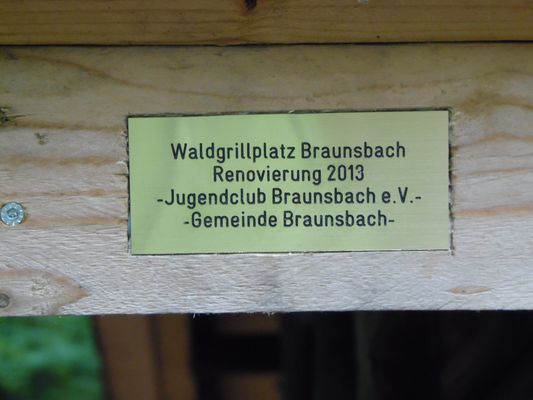 Waldgrillplatz Braunsbach
Renovierung 2013
-Jugendclub Braunsbach e.V.-
-Gemeinde Braunsbach-